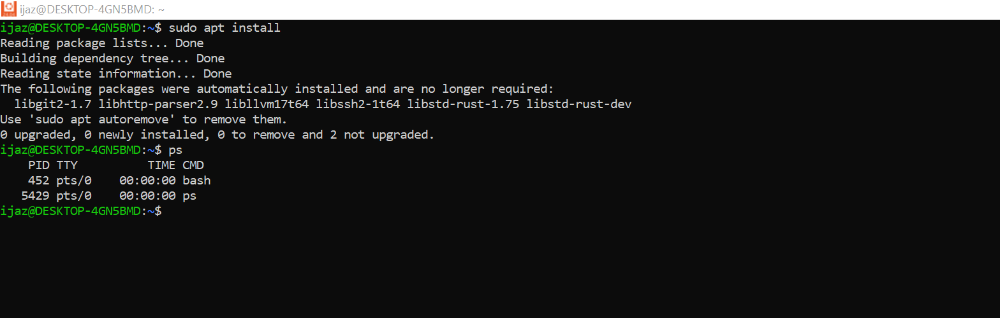 ijaz@DESKTOP-4GN5BMD: ~
ijaz@DESKTOP-4GN5BMD:~$ sudo apt install
Reading package lists... Done
Building dependency tree... Done
Reading state information... Done
The following packages were automatically installed and are no longer required:
  libgit2-1.7 libhttp-parser2.9 libllvm17t64 libssh2-1t64 libstd-rust-1.75 libstd-rust-dev
Use 'sudo apt autoremove' to remove them.
0 upgraded, 0 newly installed, 0 to remove and 2 not upgraded.
ijaz@DESKTOP-4GN5BMD:~$ ps
    PID TTY          TIME CMD
    452 pts/0    00:00:00 bash
   5429 pts/0    00:00:00 ps
ijaz@DESKTOP-4GN5BMD:~$